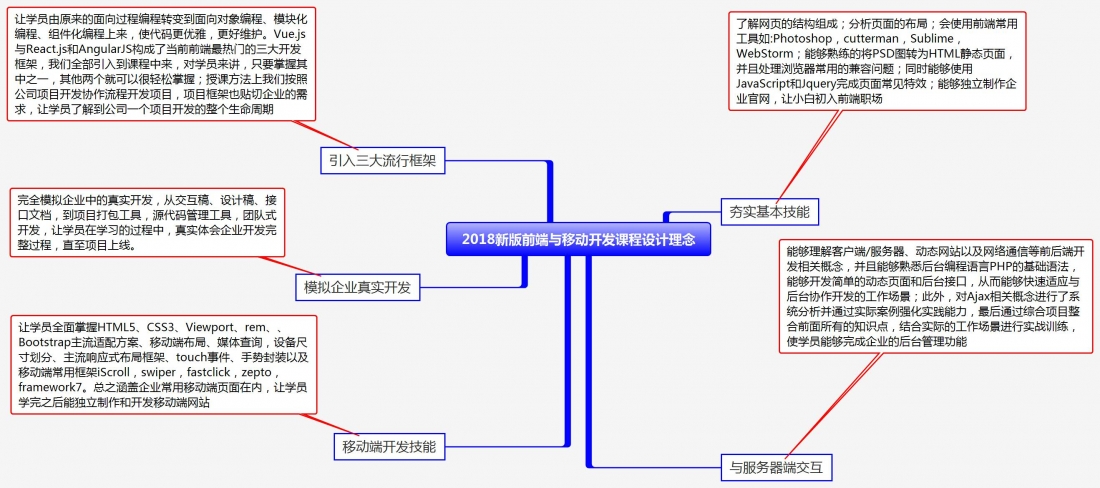 让学员由原来的面向过程编程转变到面向对象编程、模块化
编程、组件化编程上来，使代码更优雅，更好维护。Vue.js
与React.js和AngularJS构成了当前前端最热门的三大开发
框架，我们全部引入到课程中来，对学员来讲，只要掌握其
中之一，其他两个就可以很轻松掌握；授课方法上我们按照
公司项目开发协作流程开发项目，项目框架也贴切企业的需
求，让学员了解到公司一个项目开发的整个生命周期
引入三大流行框架
完全模拟企业中的真实开发，从交互稿、设计稿、接
口文档，到项目打包工具，源代码管理工具，团队式
开发，让学员在学习的过程中，真实体会企业开发完
整过程，直至项目上线。
模拟企业真实开发
让学员全面掌握HTML5、CSS3、Viewport、rem、、
Bootstrap主流适配方案、移动端布局、媒体查询，设备尺
寸划分、主流响应式布局框架、touch事件、手势封装以及
移动端常用框架iScroll，swiper，fastclick，zepto，
framework7。总之涵盖企业常用移动端页面在内，让学员
学完之后能独立制作和开发移动端网站
移动端开发技能
2018新版前端与移动开发课程设计理念
了解网页的结构组成；分析页面的布局；会使用前端常用
工具如:Photoshop，cutterman，Sublime，
WebStorm；能够熟练的将PSD图转为HTML静态页面，
并且处理浏览器常用的兼容问题；同时能够使用
JavaScript和Jquery完成页面常见特效；能够独立制作企
业官网，让小白初入前端职场
夯实基本技能
能够理解客户端/服务器、动态网站以及网络通信等前后端开
发相关概念，并且能够熟悉后台编程语言PHP的基础语法，
能够开发简单的动态页面和后台接口，从而能够快速适应与
后台协作开发的工作场景；此外，对Ajax相关概念进行了系
统分析并通过实际案例强化实践能力，最后通过综合项目整
合前面所有的知识点，结合实际的工作场景进行实战训练，
使学员能够完成企业的后台管理功能
与服务器端交互